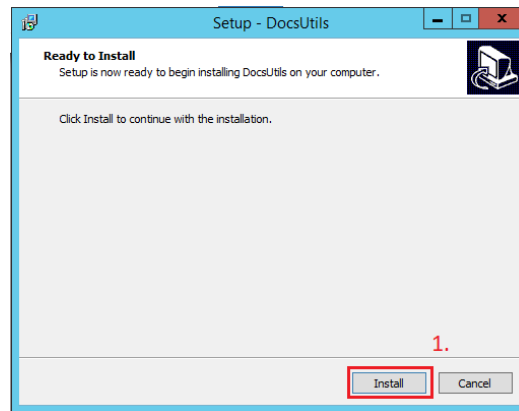 Setup - DocsUtils
Ready to Install
Setup is now ready to begin installing DocsUtils on your computer.
Click Install to continue with the installation.
1.
Install
Cancel